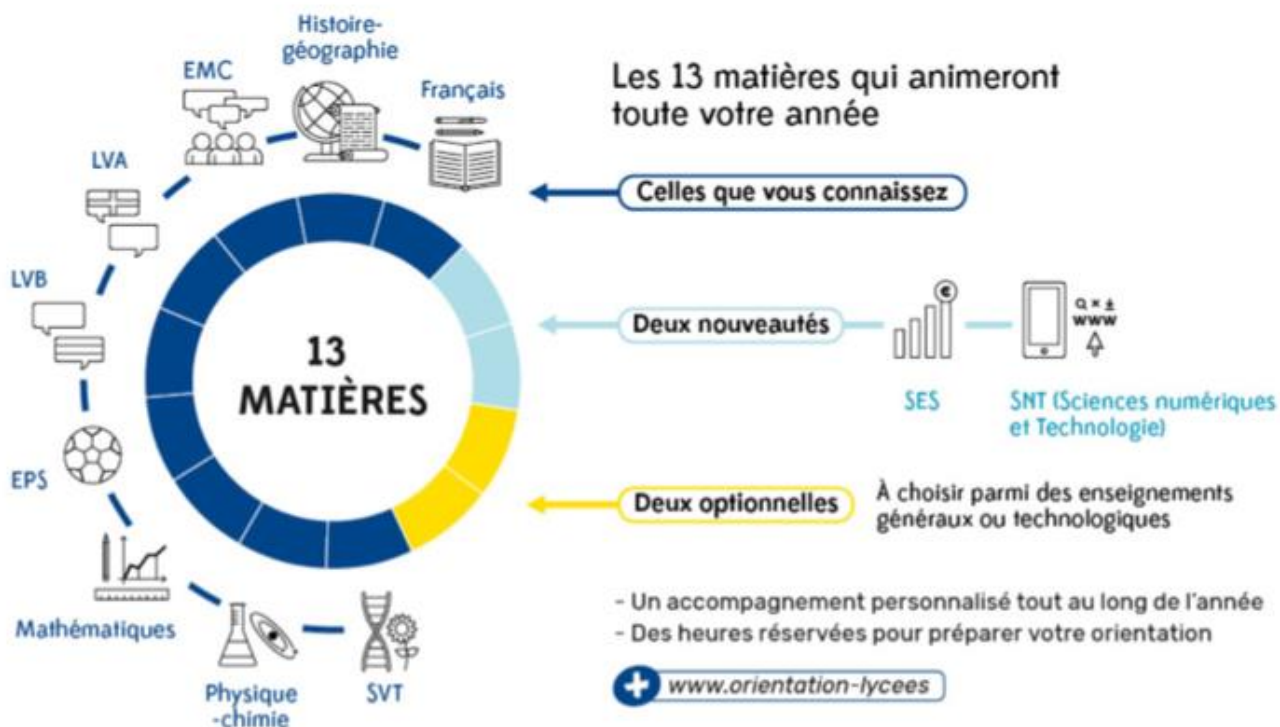 Histoire-
géographie
EMC
Français
LVA
LVB
EPS
Mathématiques
Physique
-chimie
SVT
13
MATIÈRES
Les 13 matières qui animeront
toute votre année
Celles que vous connaissez
Deux nouveautés
€
WWW
SES
SNT (Sciences numériques
et Technologie)
Deux optionnelles
À choisir parmi des enseignements
généraux ou technologiques
- Un accompagnement personnalisé tout au long de l'année
- Des heures réservées pour préparer votre orientation
+ www.orientation-lycees